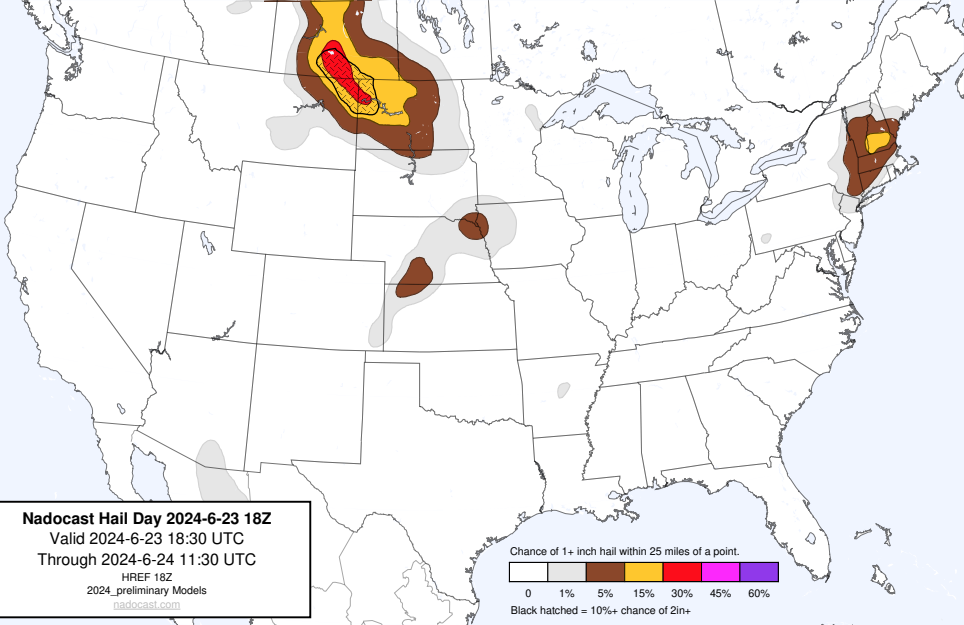 Nadocast Hail Day 2024-6-23 18Z
Valid 2024-6-23 18:30 UTC
Through 2024-6-24 11:30 UTC
HREF 18Z
2024_preliminary Models
nadocast.com
Chance of 1+ inch hail within 25 miles of a point.
0 1% 5% 15% 30% 45% 60%
Black hatched = 10%+ chance of 2in+